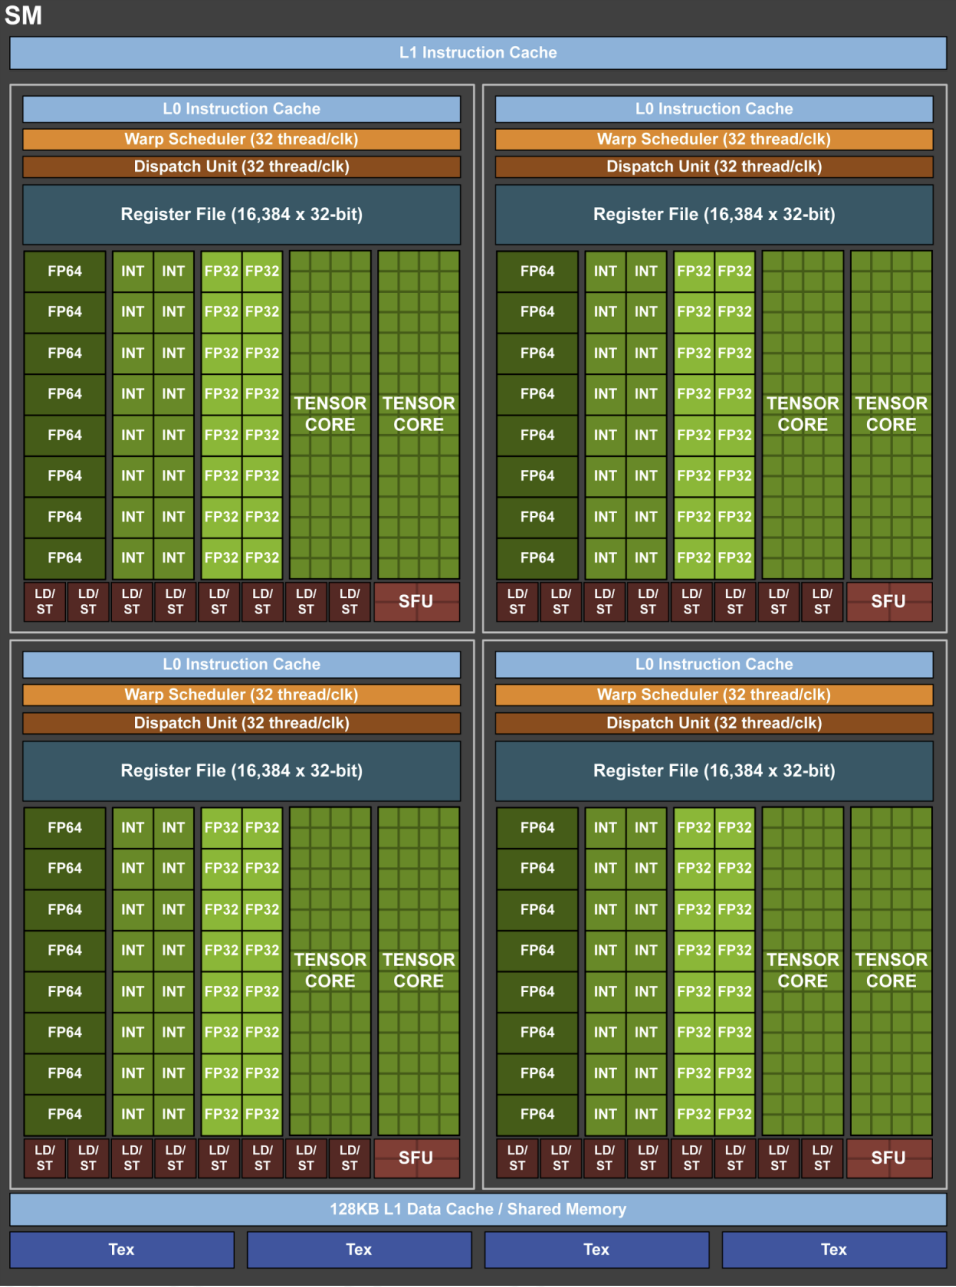 SM
L1 Instruction Cache
L0 Instruction Cache
Warp Scheduler (32 thread/clk)
Dispatch Unit (32 thread/clk)
Register File (16,384 x 32-bit)
FP64 INT INT FP32 FP32
FP64 INT INT FP32 FP32
FP64 INT INT FP32 FP32
FP64 INT INT FP32 FP32
FP64 INT INT FP32 FP32
FP64 INT INT FP32 FP32
FP64 INT INT FP32 FP32
FP64 INT INT FP32 FP32
TENSOR TENSOR
CORE CORE
LD/ LD/ LD/ LD/ LD/ LD/ LD/ LD/
ST ST ST ST ST ST ST ST
SFU
L0 Instruction Cache
Warp Scheduler (32 thread/clk)
Dispatch Unit (32 thread/clk)
Register File (16,384 x 32-bit)
FP64 INT INT FP32 FP32
FP64 INT INT FP32 FP32
FP64 INT INT FP32 FP32
FP64 INT INT FP32 FP32
FP64 INT INT FP32 FP32
FP64 INT INT FP32 FP32
FP64 INT INT FP32 FP32
FP64 INT INT FP32 FP32
TENSOR TENSOR
CORE CORE
LD/ LD/ LD/ LD/ LD/ LD/ LD/ LD/
ST ST ST ST ST ST ST ST
SFU
L0 Instruction Cache
Warp Scheduler (32 thread/clk)
Dispatch Unit (32 thread/clk)
Register File (16,384 x 32-bit)
FP64 INT INT FP32 FP32
FP64 INT INT FP32 FP32
FP64 INT INT FP32 FP32
FP64 INT INT FP32 FP32
FP64 INT INT FP32 FP32
FP64 INT INT FP32 FP32
FP64 INT INT FP32 FP32
FP64 INT INT FP32 FP32
TENSOR TENSOR
CORE CORE
LD/ LD/ LD/ LD/ LD/ LD/ LD/ LD/
ST ST ST ST ST ST ST ST
SFU
L0 Instruction Cache
Warp Scheduler (32 thread/clk)
Dispatch Unit (32 thread/clk)
Register File (16,384 x 32-bit)
FP64 INT INT FP32 FP32
FP64 INT INT FP32 FP32
FP64 INT INT FP32 FP32
FP64 INT INT FP32 FP32
FP64 INT INT FP32 FP32
FP64 INT INT FP32 FP32
FP64 INT INT FP32 FP32
FP64 INT INT FP32 FP32
TENSOR TENSOR
CORE CORE
LD/ LD/ LD/ LD/ LD/ LD/ LD/ LD/
ST ST ST ST ST ST ST ST
SFU
128KB L1 Data Cache / Shared Memory
Tex Tex Tex Tex